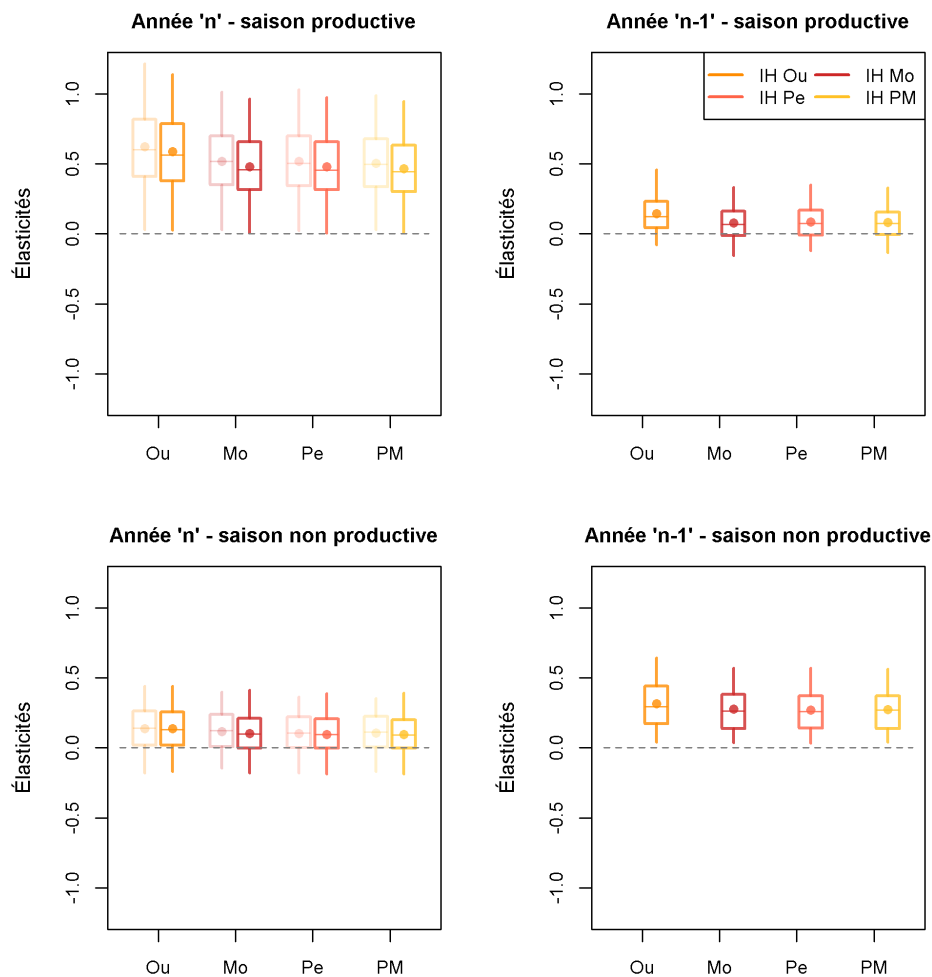 Année 'n' - saison productive
Élasticités
1.0
0.5
0.0
-0.5
-1.0
Ou Mo Pe PM
Année 'n-1' - saison productive
IH Ou IH Mo
IH Pe IH PM
Élasticités
1.0
0.5
0.0
-0.5
-1.0
Ou Mo Pe PM
Année 'n' - saison non productive
Élasticités
1.0
0.5
0.0
-0.5
-1.0
Ou Mo Pe PM
Année 'n-1' - saison non productive
Élasticités
1.0
0.5
0.0
-0.5
-1.0
Ou Mo Pe PM